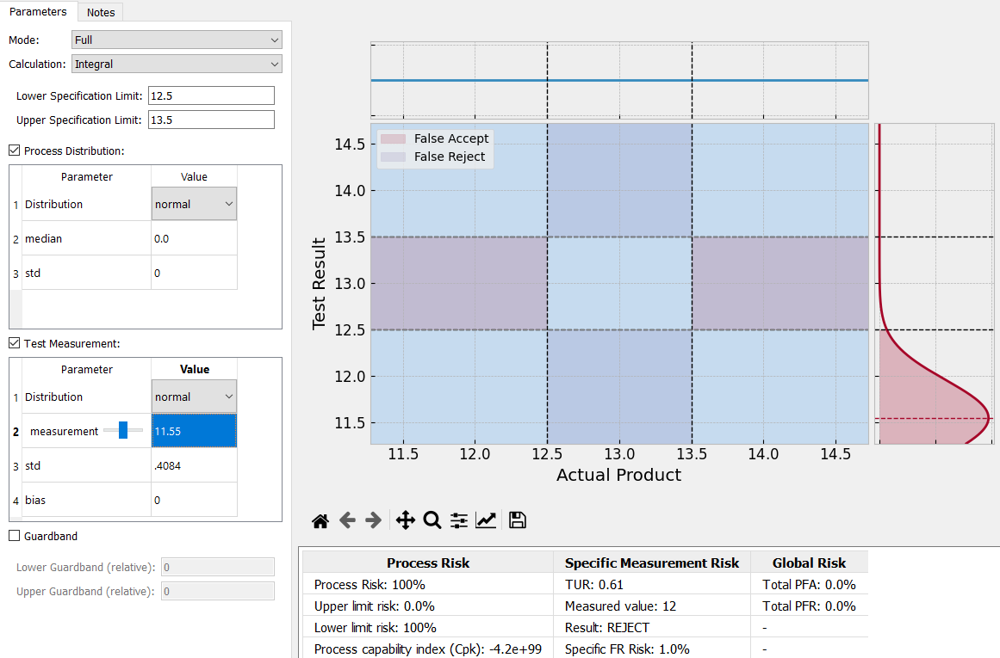 Parameters
Notes
Mode: Full
Calculation: Integral
Lower Specification Limit: 12.5
Upper Specification Limit: 13.5
Process Distribution:
Parameter Value
1 Distribution normal
2 median 0.0
3 std 0
Test Measurement:
Parameter Value
1 Distribution normal
2 measurement 11.55
3 std .4084
4 bias 0
Guardband
Lower Guardband (relative): 0
Upper Guardband (relative): 0
False Accept
False Reject
Test Result
14.5
14.0
13.5
13.0
12.5
12.0
11.5
11.5 12.0 12.5 13.0 13.5 14.0 14.5
Actual Product
Process Risk Specific Measurement Risk Global Risk
Process Risk: 100% TUR: 0.61 Total PFA: 0.0%
Upper limit risk: 0.0% Measured value: 12 Total PFR: 0.0%
Lower limit risk: 100% Result: REJECT -
Process capability index (Cpk): -4.2e+99 Specific FR Risk: 1.0% -